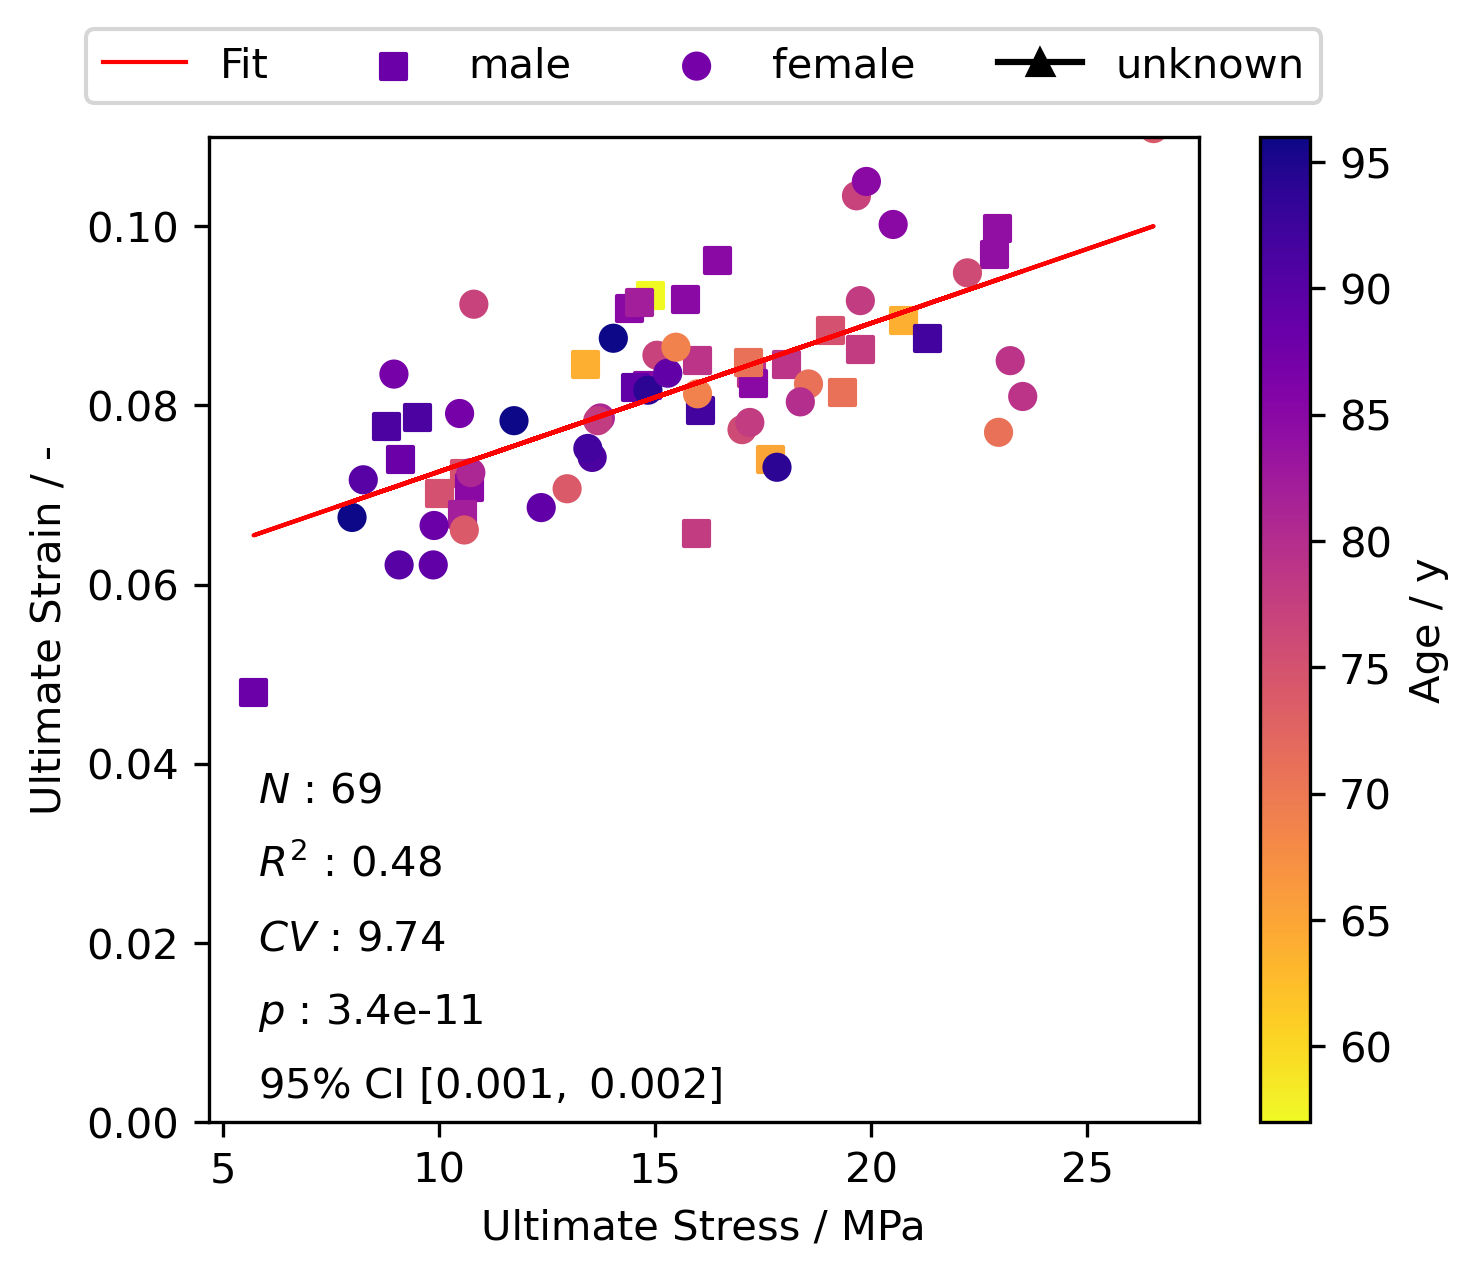 Fit male female unknown
0.10
0.08
0.06
0.04
0.02
0.00
Ultimate Strain / -
N : 69
R² : 0.48
CV : 9.74
p : 3.4e-11
95% CI [0.001, 0.002]
5 10 15 20 25
Ultimate Stress / MPa
95
90
85
80
75
70
65
60
Age / y